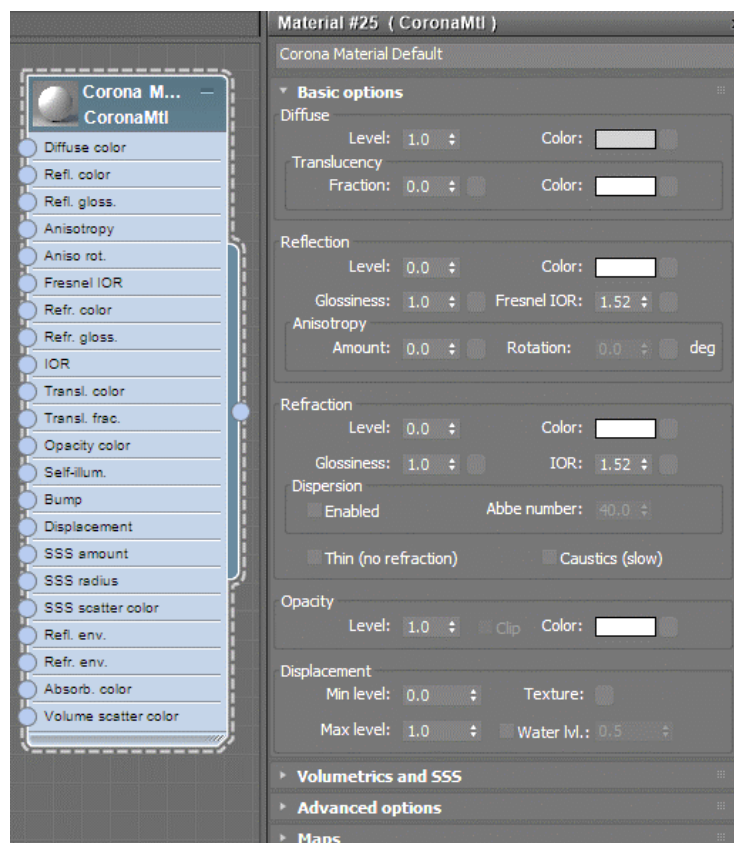 Material #25 ( CoronaMtl )
Corona Material Default
Corona M...
CoronaMtl
Diffuse color
Refl. color
Refl. gloss.
Anisotropy
Aniso rot.
Fresnel IOR
Refr. color
Refr. gloss.
IOR
Transl. color
Transl. frac.
Opacity color
Self-illum.
Bump
Displacement
SSS amount
SSS radius
SSS scatter color
Refl. env.
Refr. env.
Absorb. color
Volume scatter color
Basic options
Diffuse
Level: 1.0 Color:
Translucency
Fraction: 0.0 Color:
Reflection
Level: 0.0 Color:
Glossiness: 1.0 Fresnel IOR: 1.52
Anisotropy
Amount: 0.0 Rotation: 0.0 deg
Refraction
Level: 0.0 Color:
Glossiness: 1.0 IOR: 1.52
Dispersion
Enabled Abbe number: 40.0
Thin (no refraction) Caustics (slow)
Opacity
Level: 1.0 Clip Color:
Displacement
Min level: 0.0 Texture:
Max level: 1.0 Water lvl.: 0.5
Volumetrics and SSS
Advanced options
Maps